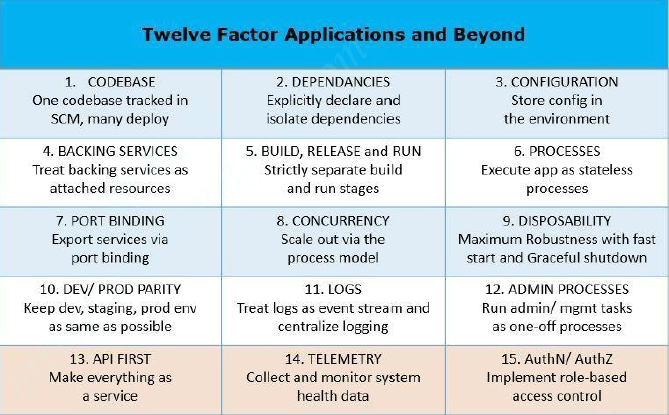 Twelve Factor Applications and Beyond
1. CODEBASE
One codebase tracked in
SCM, many deploy
2. DEPENDANCIES
Explicitly declare and
isolate dependencies
3. CONFIGURATION
Store config in
the environment
4. BACKING SERVICES
Treat backing services as
attached resources
5. BUILD, RELEASE and RUN
Strictly separate build
and run stages
6. PROCESSES
Execute app as stateless
processes
7. PORT BINDING
Export services via
port binding
8. CONCURRENCY
Scale out via the
process model
9. DISPOSABILITY
Maximum Robustness with fast
start and Graceful shutdown
10. DEV/ PROD PARITY
Keep dev, staging, prod env
as same as possible
11. LOGS
Treat logs as event stream and
centralize logging
12. ADMIN PROCESSES
Run admin/ mgmt tasks
as one-off processes
13. API FIRST
Make everything as
a service
14. TELEMETRY
Collect and monitor system
health data
15. AuthN/ AuthZ
Implement role-based
access control